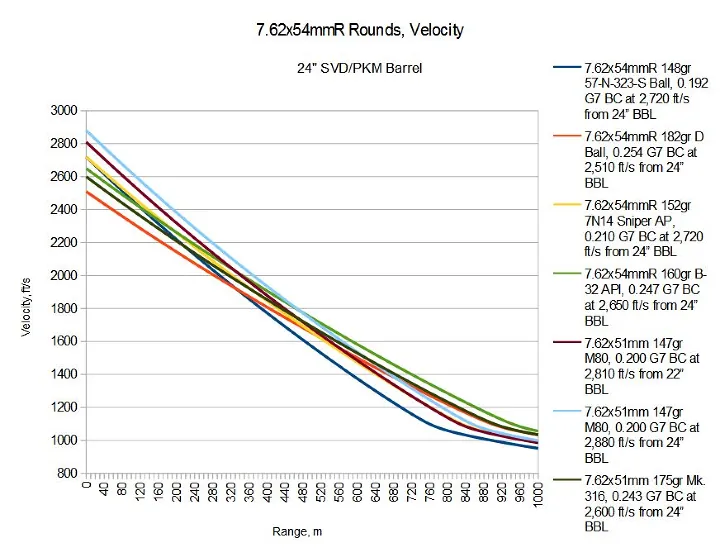 7.62x54mmR Rounds, Velocity
24" SVD/PKM Barrel
3000
2800
2600
2400
2200
2000
1800
1600
1400
1200
1000
800
Velocity, ft/s
0
40
80
120
160
200
240
280
320
360
400
440
480
520
560
600
640
680
720
760
800
840
880
920
960
1000
Range, m
7.62x54mmR 148gr
57-N-323-S Ball, 0.192
G7 BC at 2,720 ft/s
from 24" BBL
7.62x54mmR 182gr D
Ball, 0.254 G7 BC at
2,510 ft/s from 24"
BBL
7.62x54mmR 152gr
7N14 Sniper AP,
0.210 G7 BC at 2,720
ft/s from 24" BBL
7.62x54mmR 160gr B-
32 API, 0.247 G7 BC
at 2,650 ft/s from 24"
BBL
7.62x51mm 147gr
M80, 0.200 G7 BC at
2,810 ft/s from 22"
BBL
7.62x51mm 147gr
M80, 0.200 G7 BC at
2,880 ft/s from 24"
BBL
7.62x51mm 175gr Mk.
316, 0.243 G7 BC at
2,600 ft/s from 24"
BBL